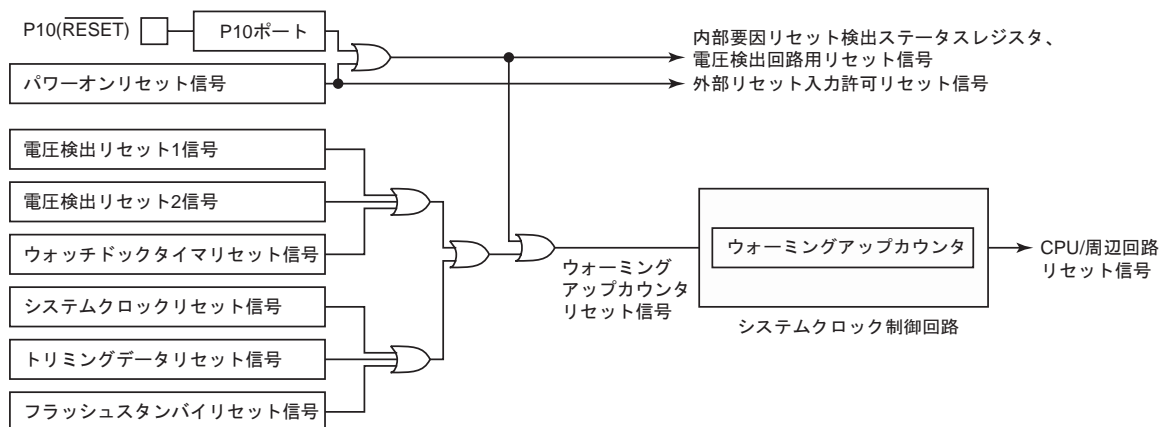 P10(RESET)
P10ポート
パワーオンリセット信号
内部要因リセット検出ステータスレジスタ、
電圧検出回路用リセット信号
外部リセット入力許可リセット信号
電圧検出リセット1信号
電圧検出リセット2信号
ウォッチドックタイマリセット信号
システムクロックリセット信号
トリミングデータリセット信号
フラッシュスタンバイリセット信号
ウォーミング
アップカウンタ
リセット信号
ウォーミングアップカウンタ
システムクロック制御回路
CPU/周辺回路
リセット信号